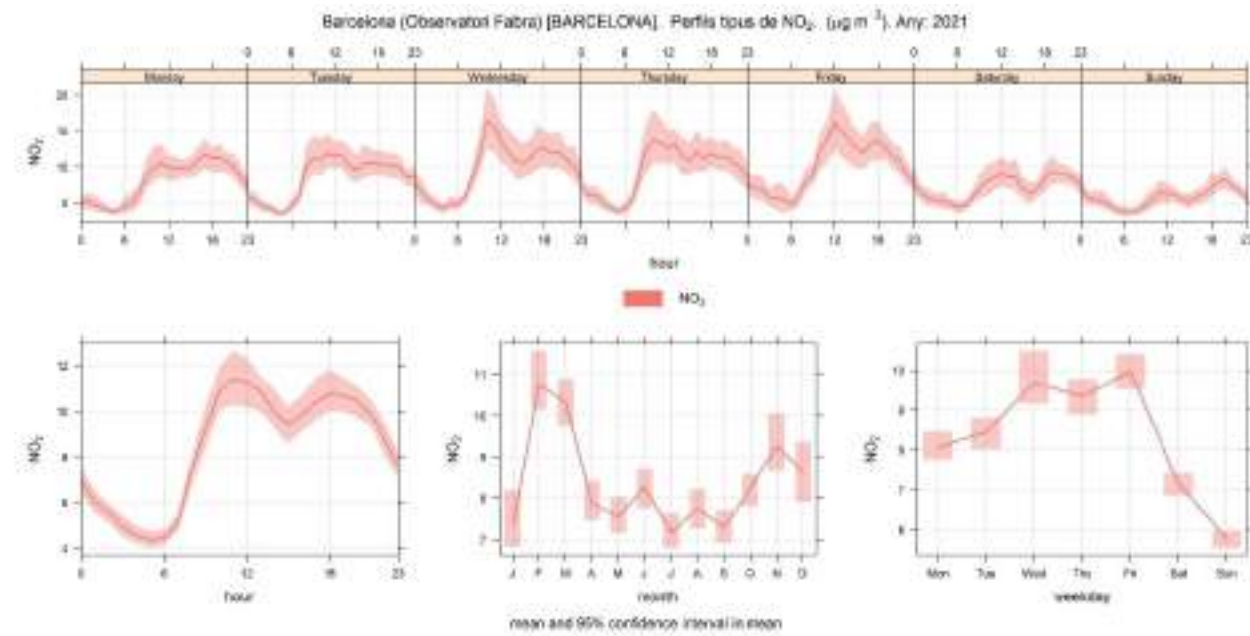 Barcelona (Observatori Fabra) [BARCELONA]. Perfils tipus de NO₂. (µg m⁻³). Any: 2021
0 6 12 18 23 0 6 12 18 23 0 6 12 18 23
Monday Tuesday Wednesday Thursday Friday Saturday Sunday
NO₂
20
15
10
5
0 6 12 18 23 0 6 12 18 23 0 6 12 18 23 0 6 12 18 23
hour
NO₂
NO₂
12
10
8
6
4
0 6 12 18 23
hour
NO₂
11
10
9
8
7
J F M A M J J A S O N D
month
NO₂
10
9
8
7
6
Mon Tue Wed Thu Fri Sat Sun
weekday
mean and 95% confidence interval in mean